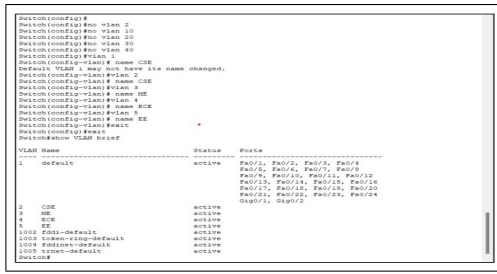 Switch(config)#
Switch(config)#no vlan 2
Switch(config)#no vlan 10
Switch(config)#no vlan 20
Switch(config)#no vlan 30
Switch(config)#no vlan 40
Switch(config)#vlan 1
Switch(config-vlan)# name CSE
Default VLAN 1 may not have its name changed.
Switch(config-vlan)#vlan 2
Switch(config-vlan)# name CSE
Switch(config-vlan)#vlan 3
Switch(config-vlan)# name ME
Switch(config-vlan)#vlan 4
Switch(config-vlan)# name ECE
Switch(config-vlan)#vlan 5
Switch(config-vlan)# name EE
Switch(config-vlan)#exit
Switch(config)#exit
Switch#show VLAN brief
VLAN Name Status Ports
1 default active Fa0/1, Fa0/2, Fa0/3, Fa0/4
Fa0/5, Fa0/6, Fa0/7, Fa0/8
Fa0/9, Fa0/10, Fa0/11, Fa0/12
Fa0/13, Fa0/14, Fa0/15, Fa0/16
Fa0/17, Fa0/18, Fa0/19, Fa0/20
Fa0/21, Fa0/22, Fa0/23, Fa0/24
Gig0/1, Gig0/2
2 CSE active
3 ME active
4 ECE active
5 EE active
1002 fddi-default active
1003 token-ring-default active
1004 fddinet-default active
1005 trnet-default active
Switch#